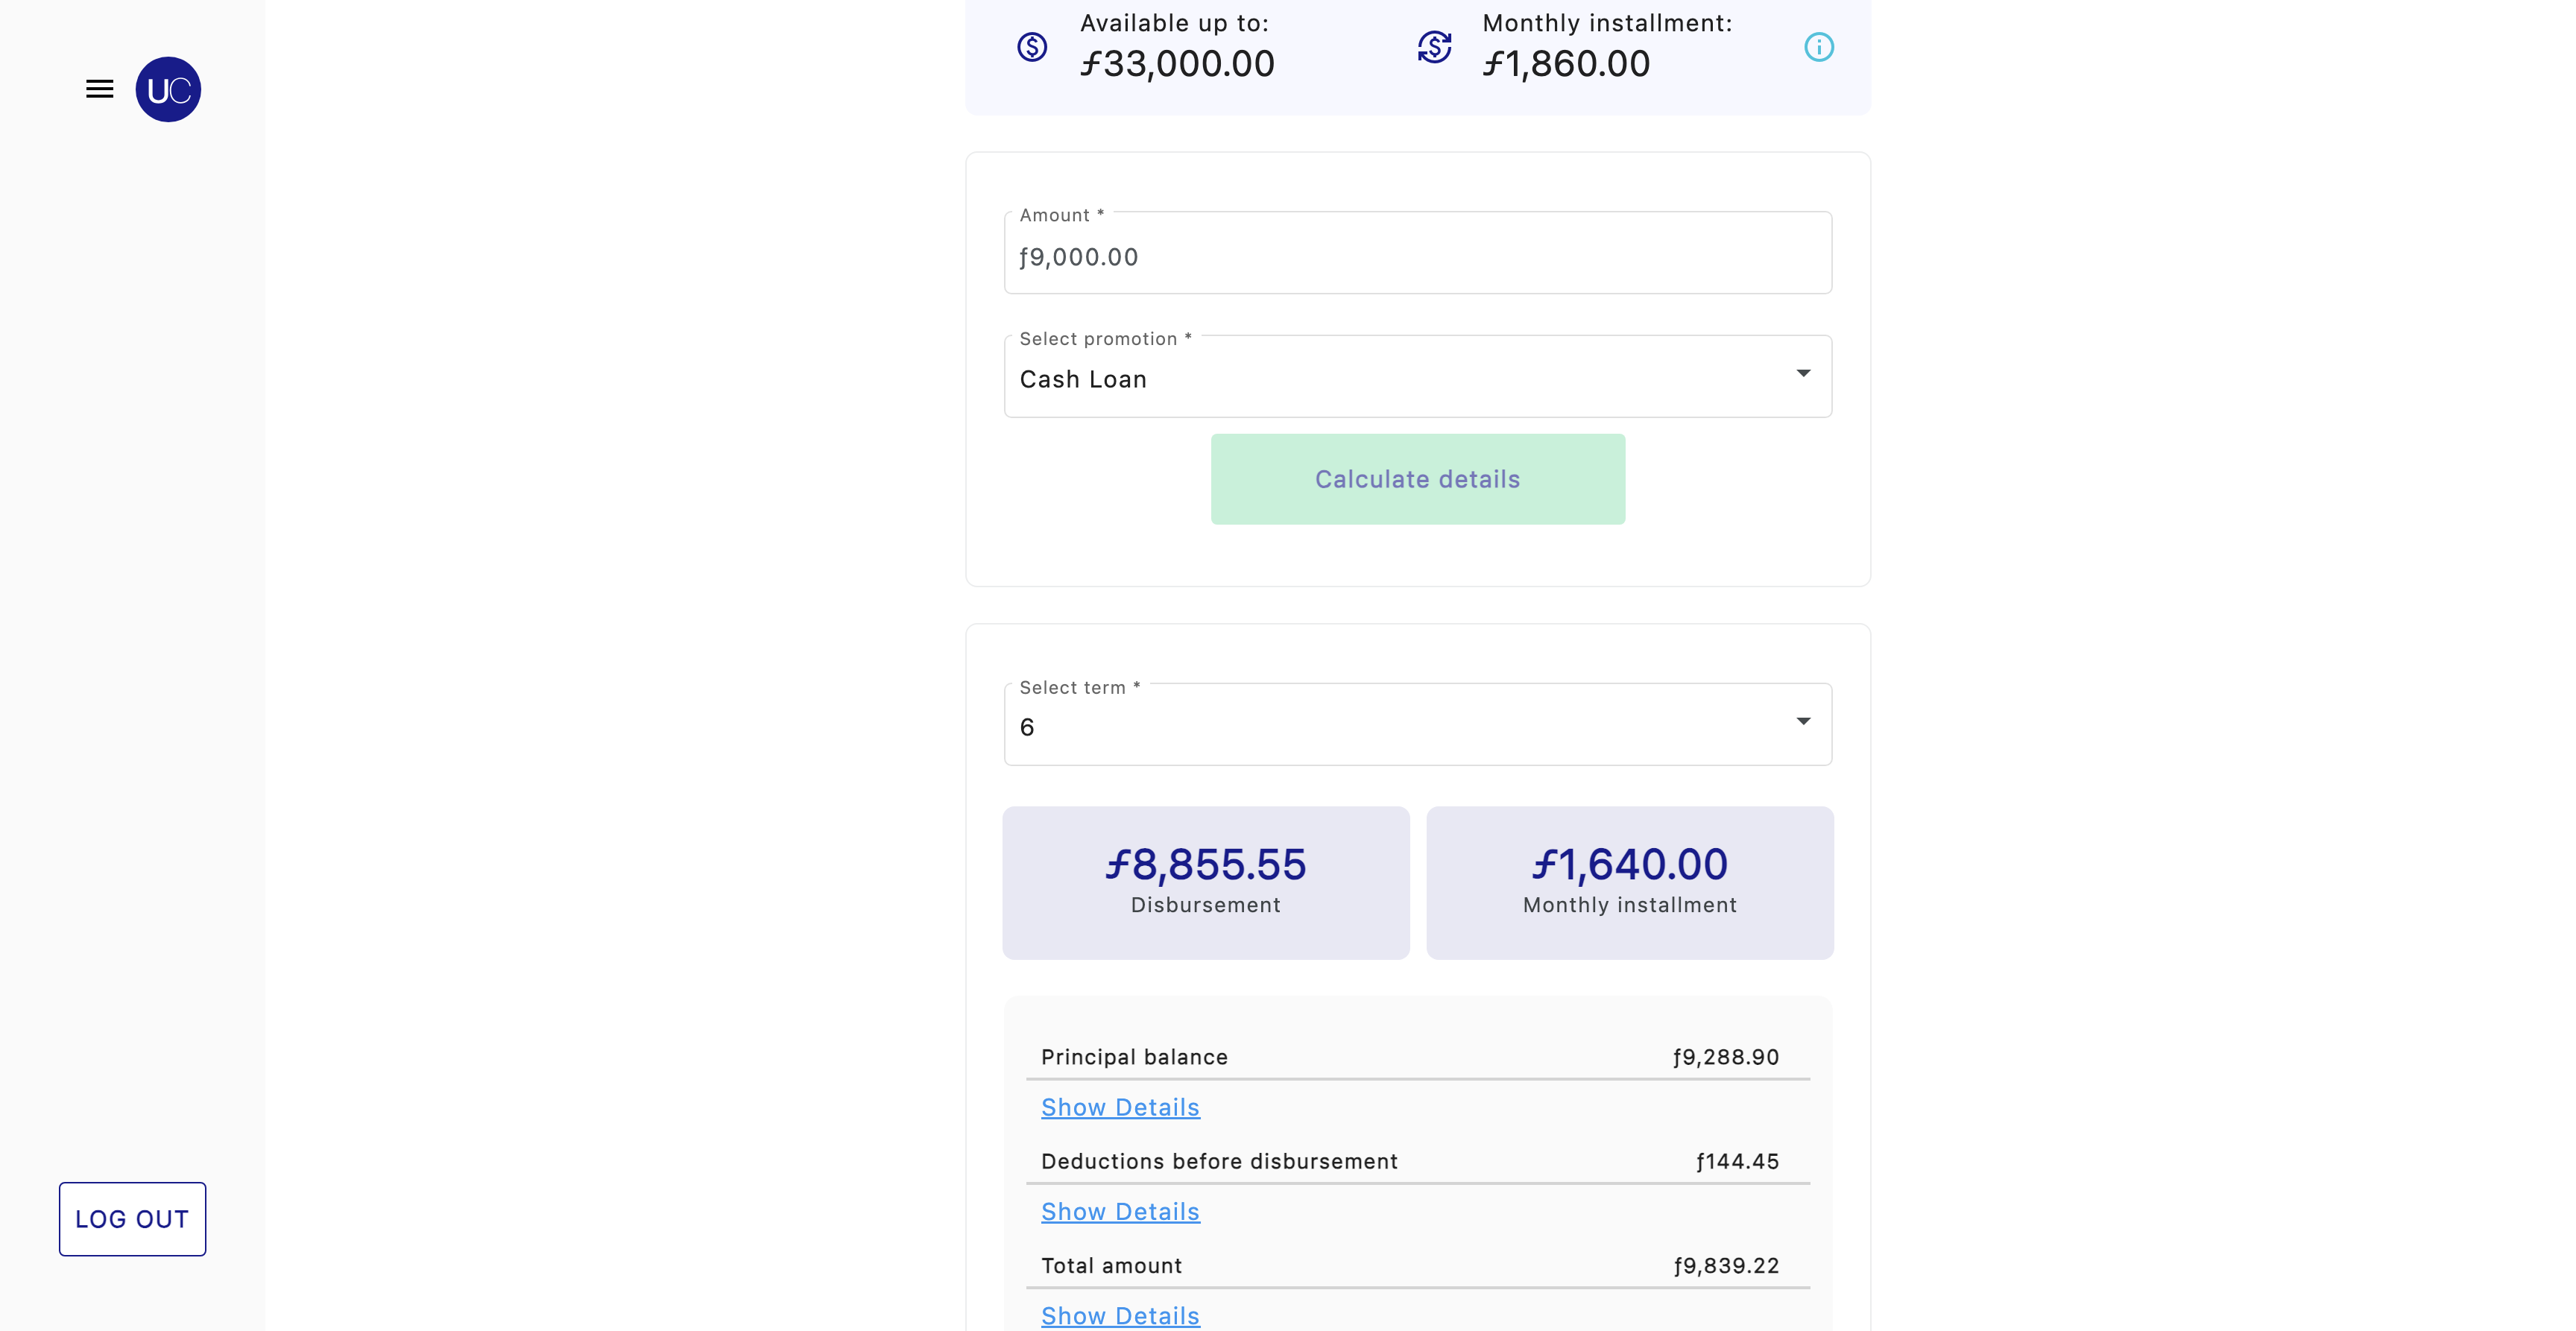 UC
Available up to:
ƒ33,000.00
Monthly installment:
ƒ1,860.00
Amount *
ƒ9,000.00
Select promotion *
Cash Loan
Calculate details
Select term *
6
ƒ8,855.55
Disbursement
ƒ1,640.00
Monthly installment
Principal balance ƒ9,288.90
Show Details
Deductions before disbursement ƒ144.45
Show Details
Total amount ƒ9,839.22
Show Details
LOG OUT